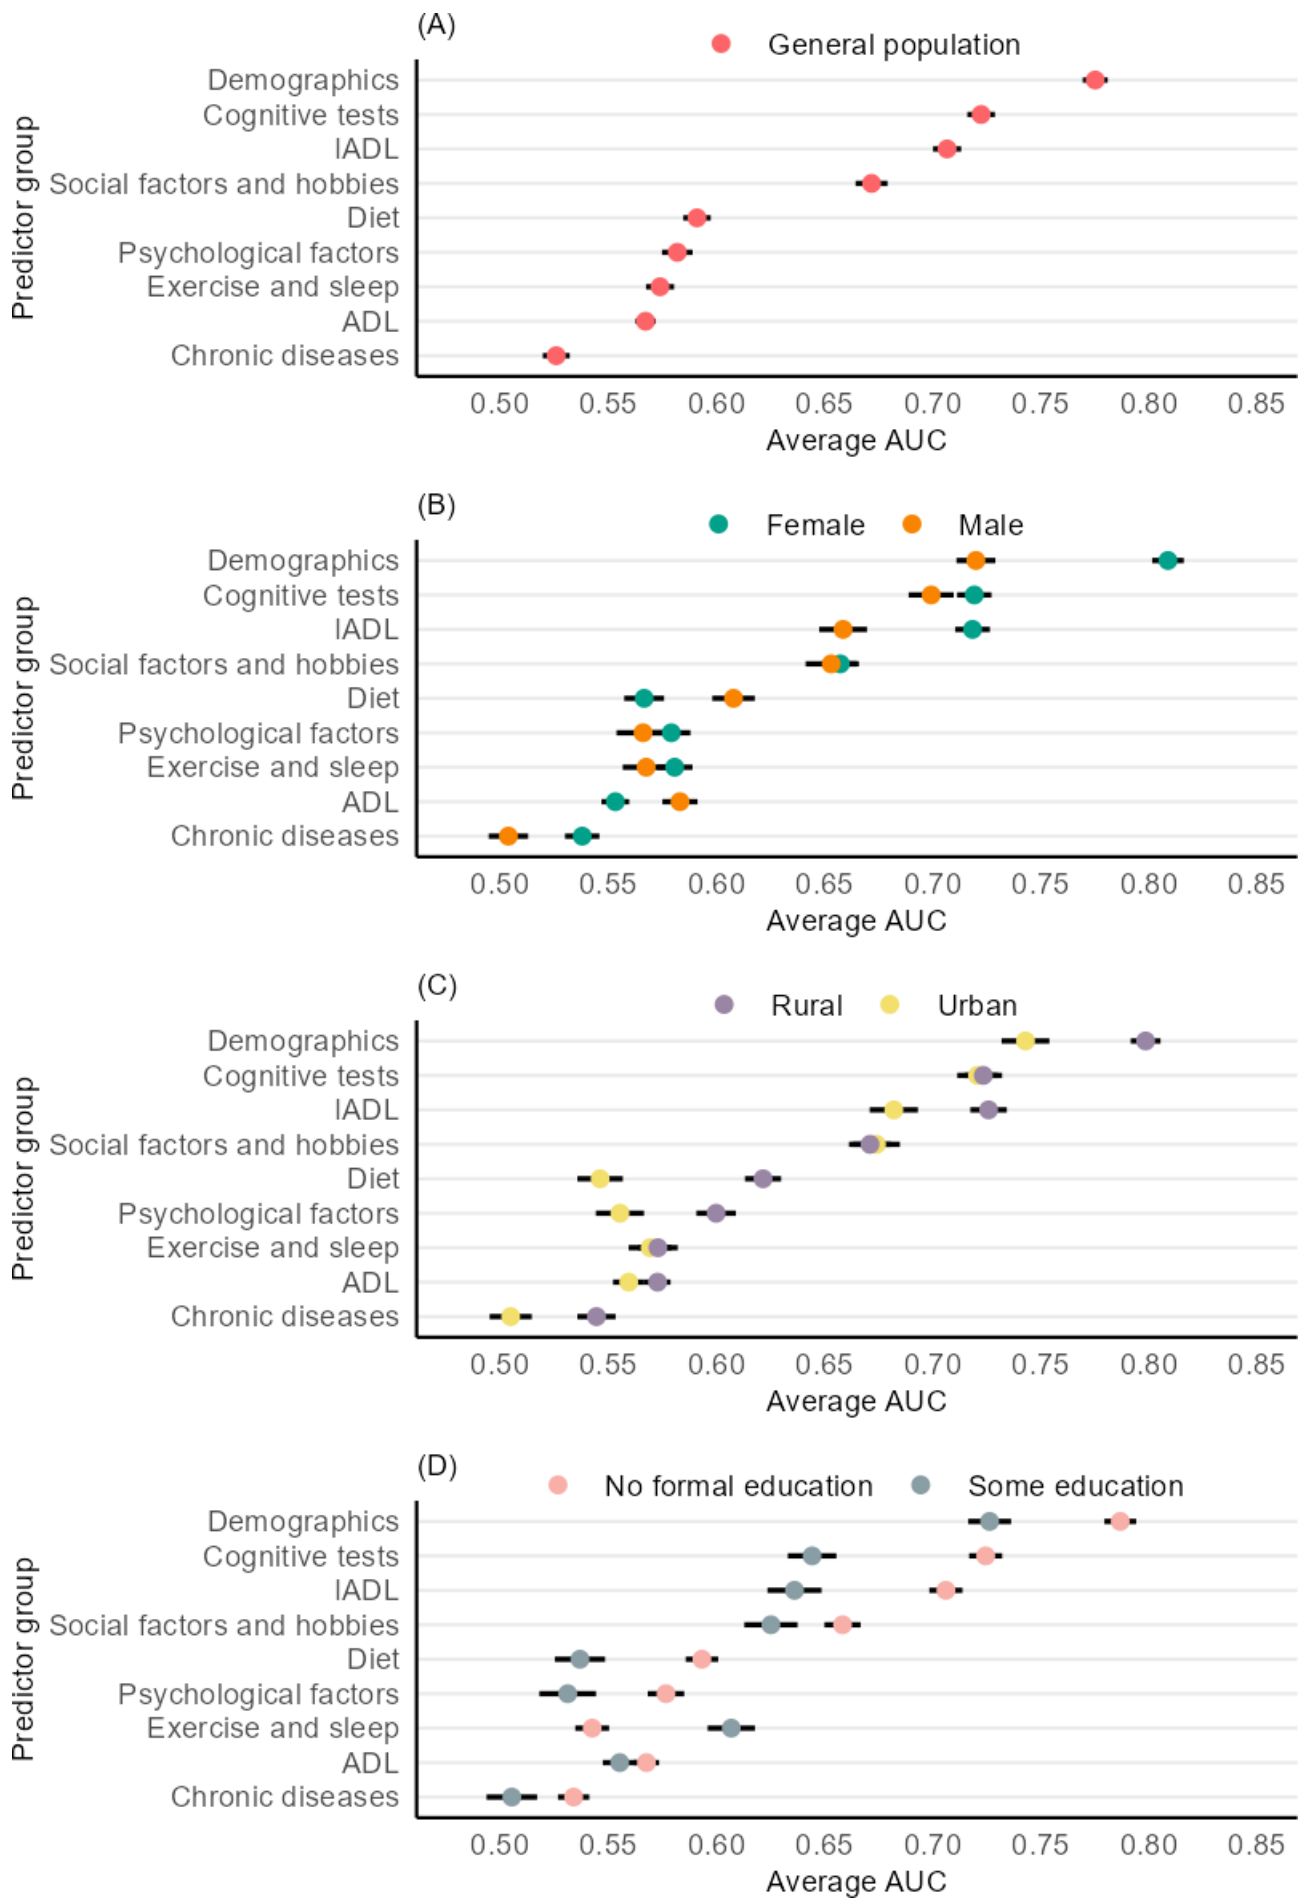 (A)
General population
Predictor group
Demographics
Cognitive tests
IADL
Social factors and hobbies
Diet
Psychological factors
Exercise and sleep
ADL
Chronic diseases
0.50 0.55 0.60 0.65 0.70 0.75 0.80 0.85
Average AUC
(B)
Female Male
Predictor group
Demographics
Cognitive tests
IADL
Social factors and hobbies
Diet
Psychological factors
Exercise and sleep
ADL
Chronic diseases
0.50 0.55 0.60 0.65 0.70 0.75 0.80 0.85
Average AUC
(C)
Rural Urban
Predictor group
Demographics
Cognitive tests
IADL
Social factors and hobbies
Diet
Psychological factors
Exercise and sleep
ADL
Chronic diseases
0.50 0.55 0.60 0.65 0.70 0.75 0.80 0.85
Average AUC
(D)
No formal education Some education
Predictor group
Demographics
Cognitive tests
IADL
Social factors and hobbies
Diet
Psychological factors
Exercise and sleep
ADL
Chronic diseases
0.50 0.55 0.60 0.65 0.70 0.75 0.80 0.85
Average AUC